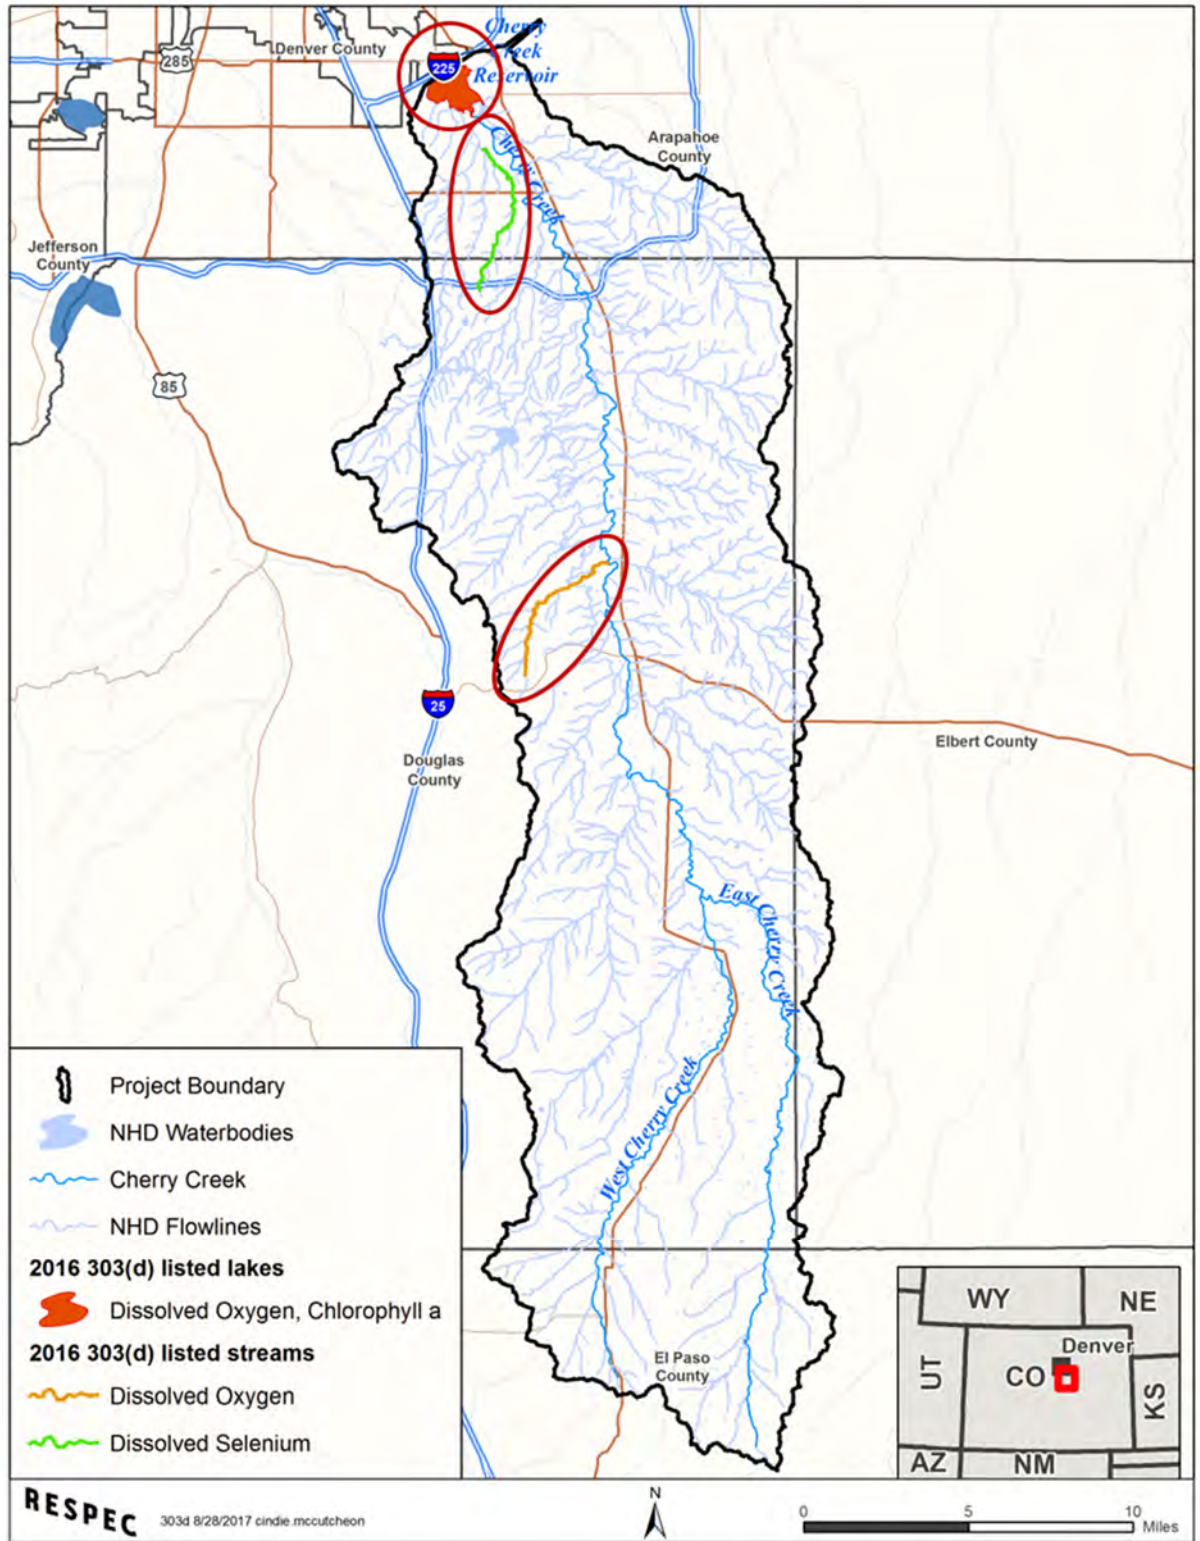 Cherry
Creek
Reservoir
Denver County
285
225
Arapahoe
County
Cherry Creek
Jefferson
County
85
25
Douglas
County
Elbert County
East Cherry Creek
West Cherry Creek
El Paso
County
Project Boundary
NHD Waterbodies
Cherry Creek
NHD Flowlines
2016 303(d) listed lakes
Dissolved Oxygen, Chlorophyll a
2016 303(d) listed streams
Dissolved Oxygen
Dissolved Selenium
WY
NE
Denver
UT
CO
KS
AZ
NM
RESPEC
303d 8/28/2017 cindie.mccutcheon
N
0 5 10
Miles